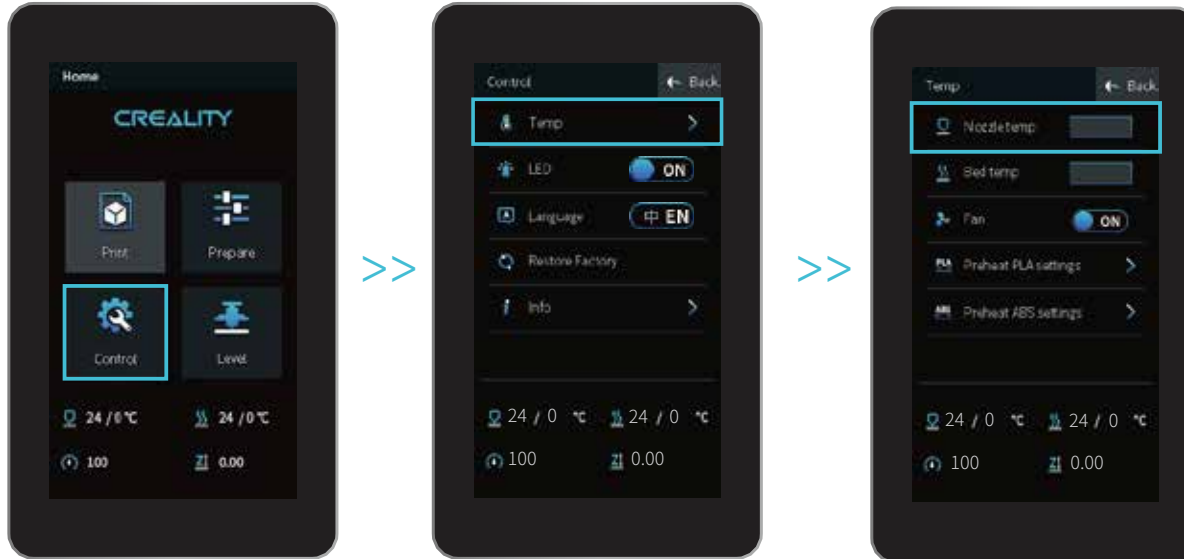 Home
CREALITY
Print
Prepare
Control
Level
24 / 0 ℃
24 / 0 ℃
100
0.00
>>
Control
Back
Temp
LED
ON
Language
中 EN
Restore Factory
Info
24 / 0 ℃
24 / 0 ℃
100
0.00
>>
Temp
Back
Nozzle temp
Bed temp
Fan
ON
PLA
Preheat PLA settings
ABS
Preheat ABS settings
24 / 0 ℃
24 / 0 ℃
100
0.00